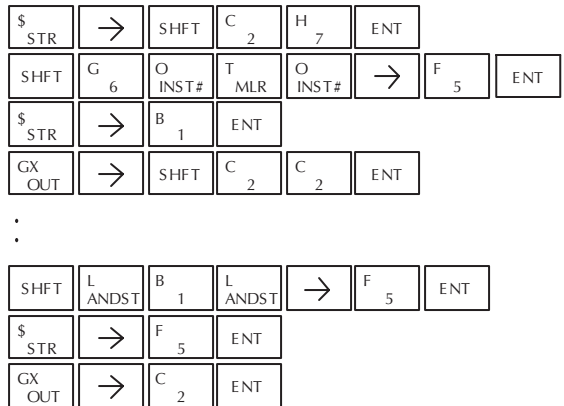 $ STR → SHFT C 2 H 7 ENT
SHFT G 6 O INST# T MLR O INST# → F 5 ENT
$ STR → B 1 ENT
GX OUT → SHFT C 2 C 2 ENT
:
SHFT L ANDST B 1 L ANDST → F 5 ENT
$ STR → F 5 ENT
GX OUT → C 2 ENT